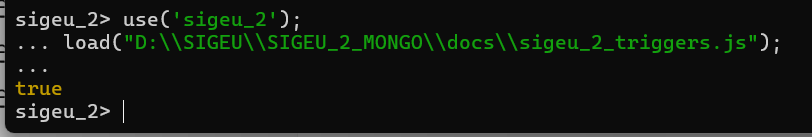 sigeu_2> use('sigeu_2');
... load("D:\\SIGEU\\SIGEU_2_MONGO\\docs\\sigeu_2_triggers.js");
...
true
sigeu_2>